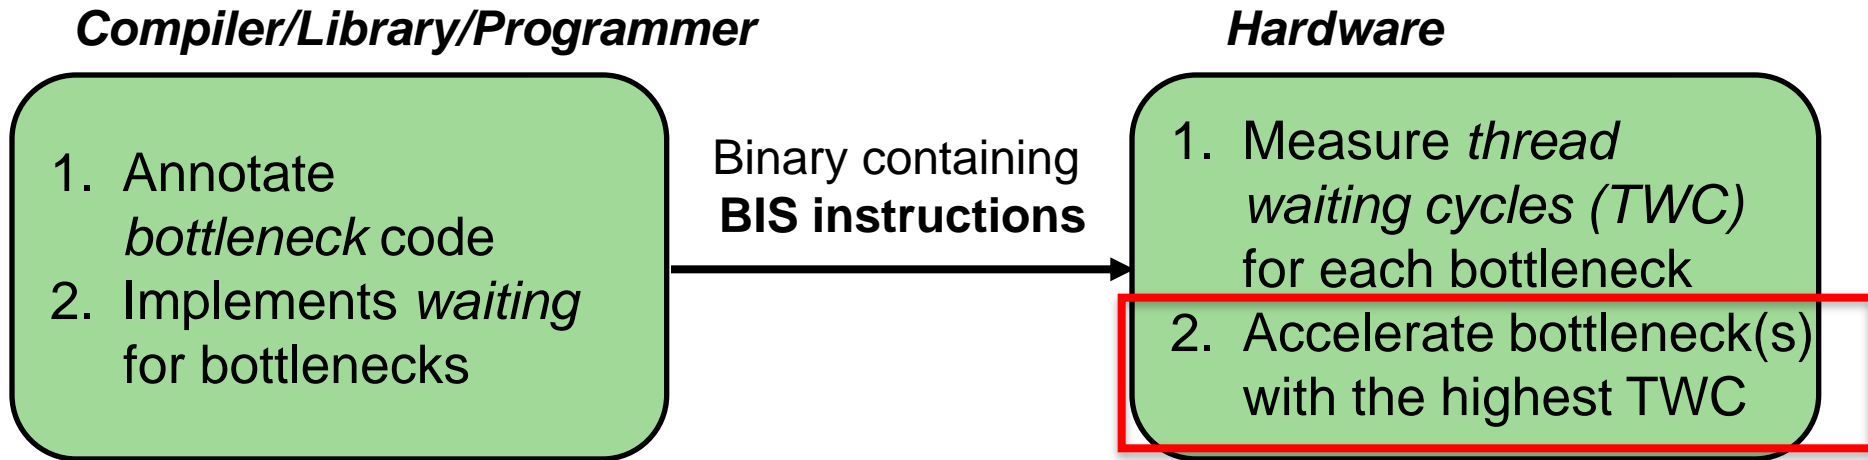 Compiler/Library/Programmer
1. Annotate
bottleneck code
2. Implements waiting
for bottlenecks
Binary containing
BIS instructions
Hardware
1. Measure thread
waiting cycles (TWC)
for each bottleneck
2. Accelerate bottleneck(s)
with the highest TWC